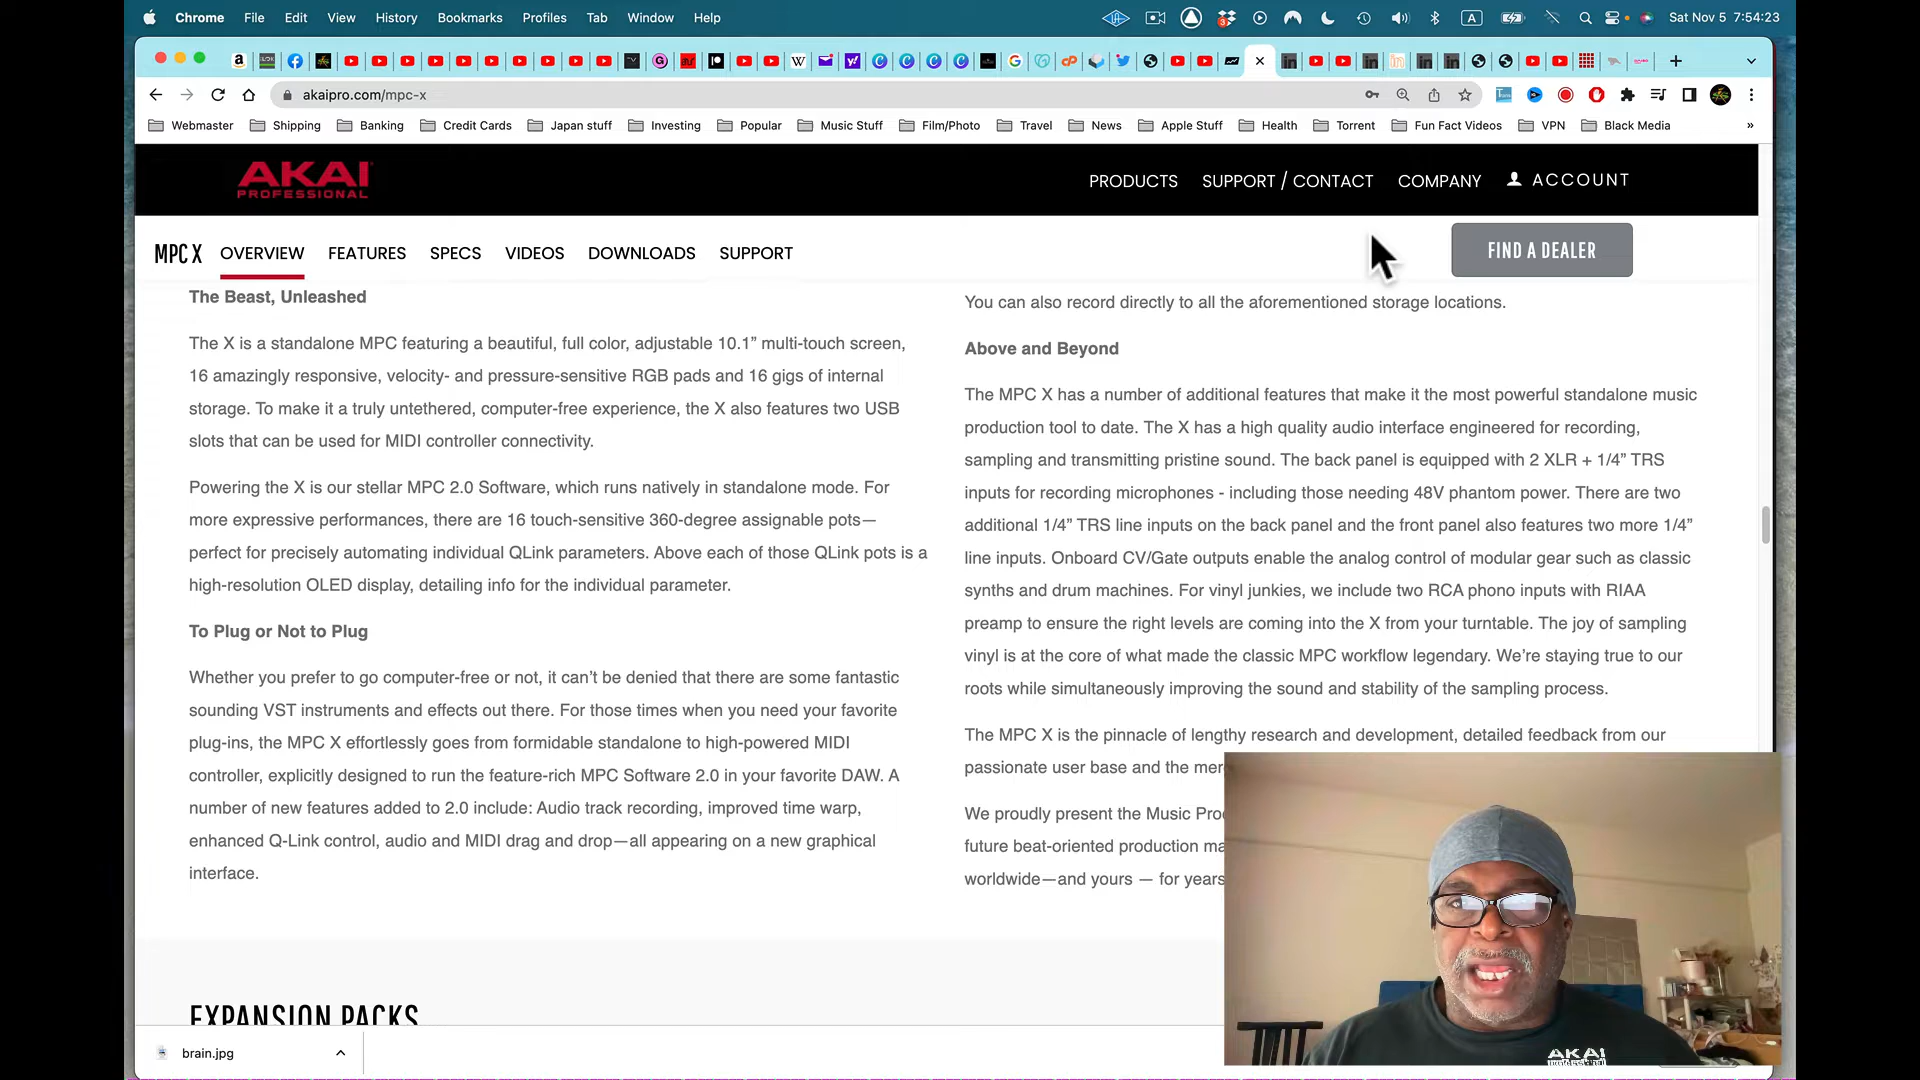 Chrome File Edit View History Bookmarks Profiles Tab Window Help
A
Sat Nov 5 7:54:23
akaipro.com/mpc-x
Webmaster Shipping Banking Credit Cards Japan stuff Investing Popular Music Stuff Film/Photo Travel News Apple Stuff Health Torrent Fun Fact Videos VPN Black Media »
AKAI
PROFESSIONAL
PRODUCTS SUPPORT / CONTACT COMPANY ACCOUNT
MPC X OVERVIEW FEATURES SPECS VIDEOS DOWNLOADS SUPPORT
FIND A DEALER
The Beast, Unleashed
The X is a standalone MPC featuring a beautiful, full color, adjustable 10.1” multi-touch screen,
16 amazingly responsive, velocity- and pressure-sensitive RGB pads and 16 gigs of internal
storage. To make it a truly untethered, computer-free experience, the X also features two USB
slots that can be used for MIDI controller connectivity.
Powering the X is our stellar MPC 2.0 Software, which runs natively in standalone mode. For
more expressive performances, there are 16 touch-sensitive 360-degree assignable pots—
perfect for precisely automating individual QLink parameters. Above each of those QLink pots is a
high-resolution OLED display, detailing info for the individual parameter.
To Plug or Not to Plug
Whether you prefer to go computer-free or not, it can’t be denied that there are some fantastic
sounding VST instruments and effects out there. For those times when you need your favorite
plug-ins, the MPC X effortlessly goes from formidable standalone to high-powered MIDI
controller, explicitly designed to run the feature-rich MPC Software 2.0 in your favorite DAW. A
number of new features added to 2.0 include: Audio track recording, improved time warp,
enhanced Q-Link control, audio and MIDI drag and drop—all appearing on a new graphical
interface.
You can also record directly to all the aforementioned storage locations.
Above and Beyond
The MPC X has a number of additional features that make it the most powerful standalone music
production tool to date. The X has a high quality audio interface engineered for recording,
sampling and transmitting pristine sound. The back panel is equipped with 2 XLR + 1/4” TRS
inputs for recording microphones - including those needing 48V phantom power. There are two
additional 1/4” TRS line inputs on the back panel and the front panel also features two more 1/4”
line inputs. Onboard CV/Gate outputs enable the analog control of modular gear such as classic
synths and drum machines. For vinyl junkies, we include two RCA phono inputs with RIAA
preamp to ensure the right levels are coming into the X from your turntable. The joy of sampling
vinyl is at the core of what made the classic MPC workflow legendary. We’re staying true to our
roots while simultaneously improving the sound and stability of the sampling process.
The MPC X is the pinnacle of lengthy research and development, detailed feedback from our
passionate user base and the
We proudly present the Music
future beat-oriented production
worldwide—and yours — for years
EXPANSION PACKS
brain.jpg
AKAI